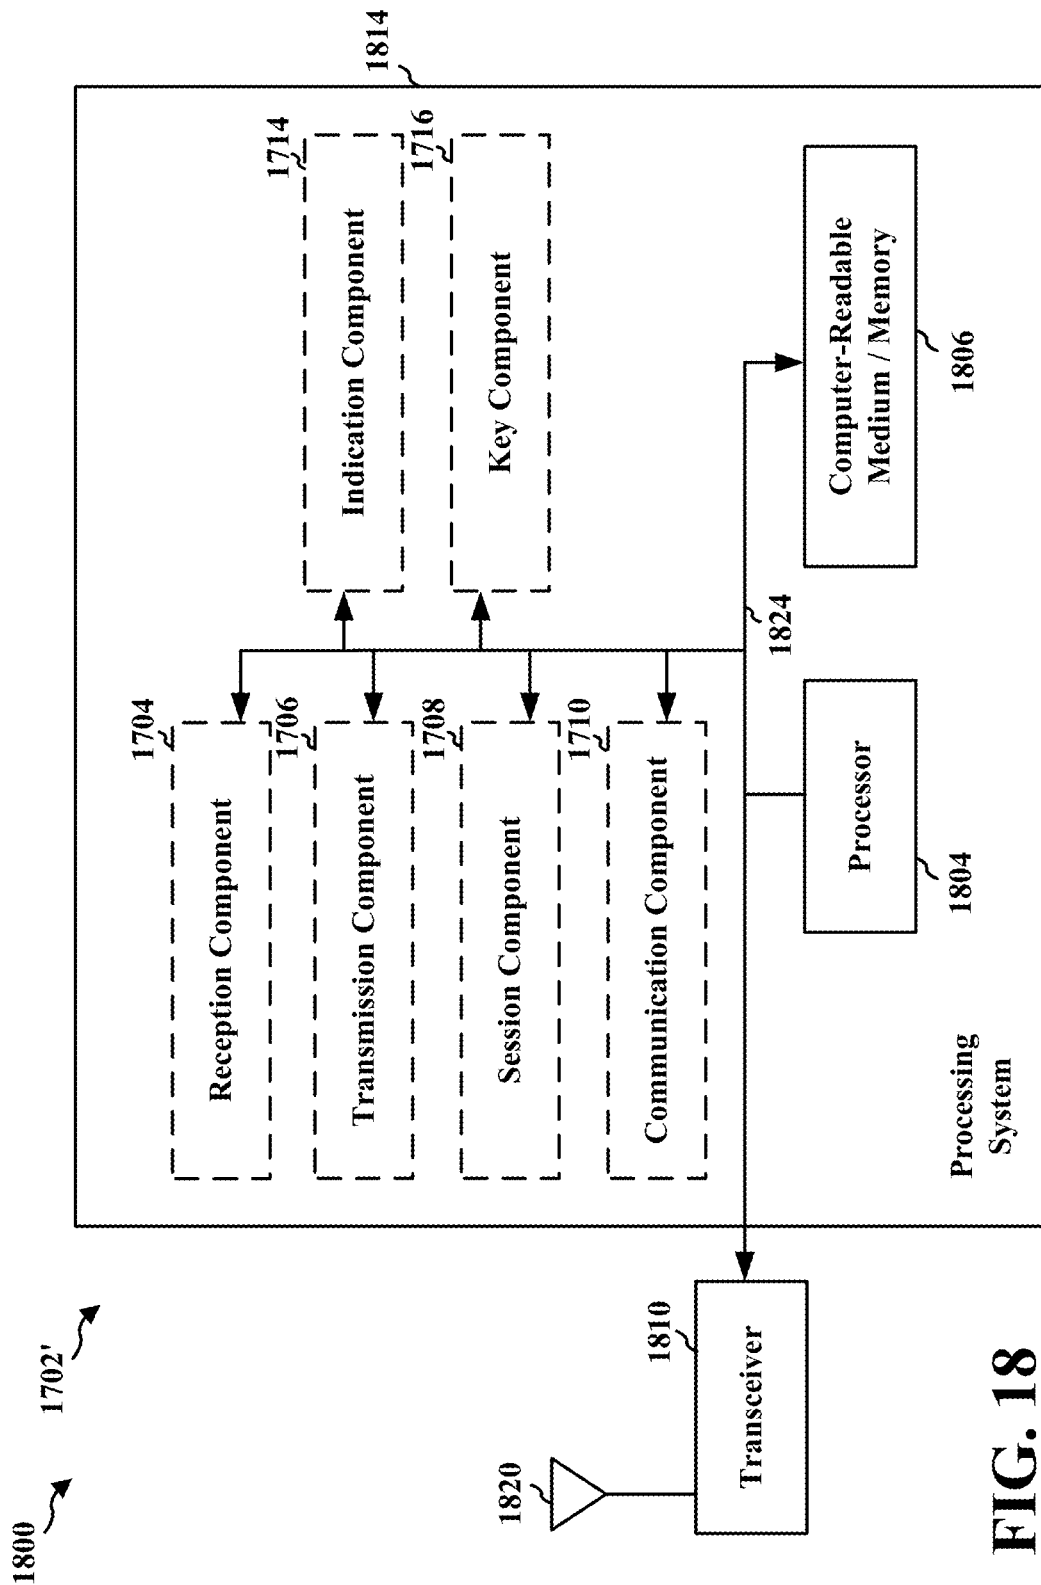 1800
1702'
1814
1704
Reception Component
1714
Indication Component
1706
Transmission Component
1716
Key Component
1708
Session Component
1710
Communication Component
1824
1820
1810
Transceiver
Processor
1804
Computer-Readable
Medium / Memory
1806
Processing
System
FIG. 18